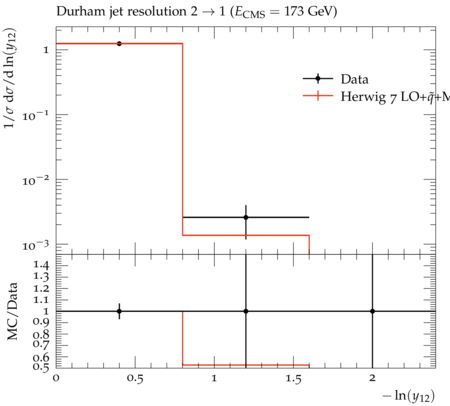 Durham jet resolution 2 → 1 (E_CMS = 173 GeV)
1/σ dσ/d ln(y_12)
1
10^−1
10^−2
10^−3
Data
Herwig 7 LO+q̃+M
MC/Data
1.4
1.3
1.2
1.1
1
0.9
0.8
0.7
0.6
0.5
0 0.5 1 1.5 2
− ln(y_12)